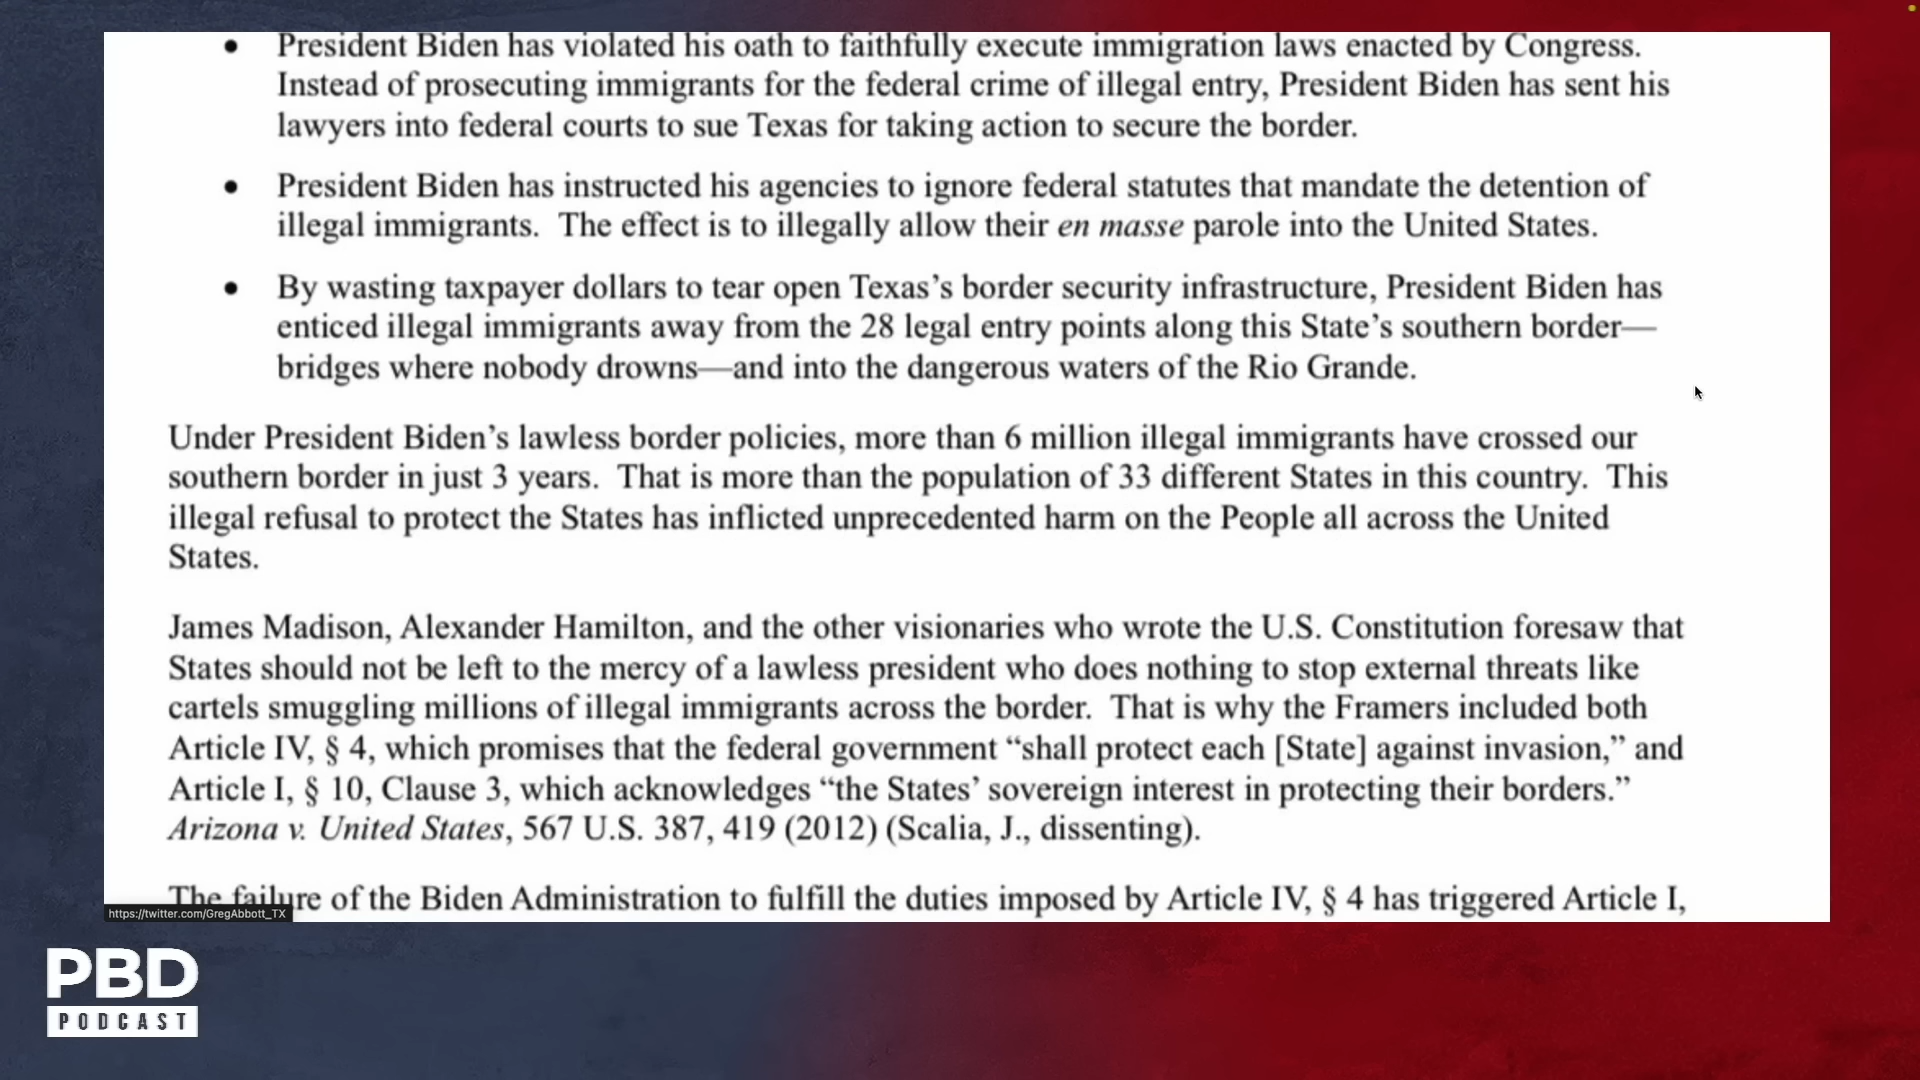 • President Biden has violated his oath to faithfully execute immigration laws enacted by Congress.
Instead of prosecuting immigrants for the federal crime of illegal entry, President Biden has sent his
lawyers into federal courts to sue Texas for taking action to secure the border.
• President Biden has instructed his agencies to ignore federal statutes that mandate the detention of
illegal immigrants. The effect is to illegally allow their en masse parole into the United States.
• By wasting taxpayer dollars to tear open Texas’s border security infrastructure, President Biden has
enticed illegal immigrants away from the 28 legal entry points along this State’s southern border—
bridges where nobody drowns—and into the dangerous waters of the Rio Grande.
Under President Biden’s lawless border policies, more than 6 million illegal immigrants have crossed our
southern border in just 3 years. That is more than the population of 33 different States in this country. This
illegal refusal to protect the States has inflicted unprecedented harm on the People all across the United
States.
James Madison, Alexander Hamilton, and the other visionaries who wrote the U.S. Constitution foresaw that
States should not be left to the mercy of a lawless president who does nothing to stop external threats like
cartels smuggling millions of illegal immigrants across the border. That is why the Framers included both
Article IV, § 4, which promises that the federal government “shall protect each [State] against invasion,” and
Article I, § 10, Clause 3, which acknowledges “the States’ sovereign interest in protecting their borders.”
Arizona v. United States, 567 U.S. 387, 419 (2012) (Scalia, J., dissenting).
The failure of the Biden Administration to fulfill the duties imposed by Article IV, § 4 has triggered Article I,
https://twitter.com/GregAbbott_TX
PBD
PODCAST